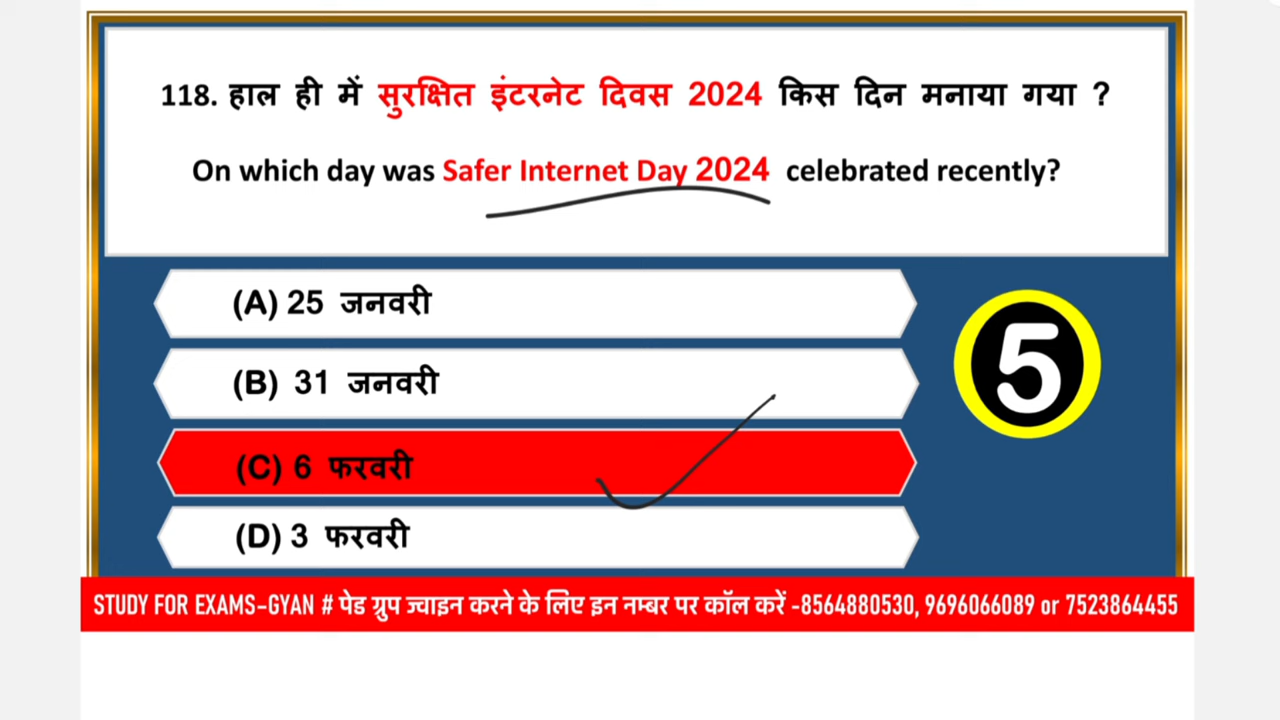 118. हाल ही में सुरक्षित इंटरनेट दिवस 2024 किस दिन मनाया गया ?
On which day was Safer Internet Day 2024 celebrated recently?
(A) 25 जनवरी
(B) 31 जनवरी
(C) 6 फरवरी
(D) 3 फरवरी
5
STUDY FOR EXAMS-GYAN # पेड ग्रुप ज्वाइन करने के लिए इन नम्बर पर कॉल करें -8564880530, 9696066089 or 7523864455